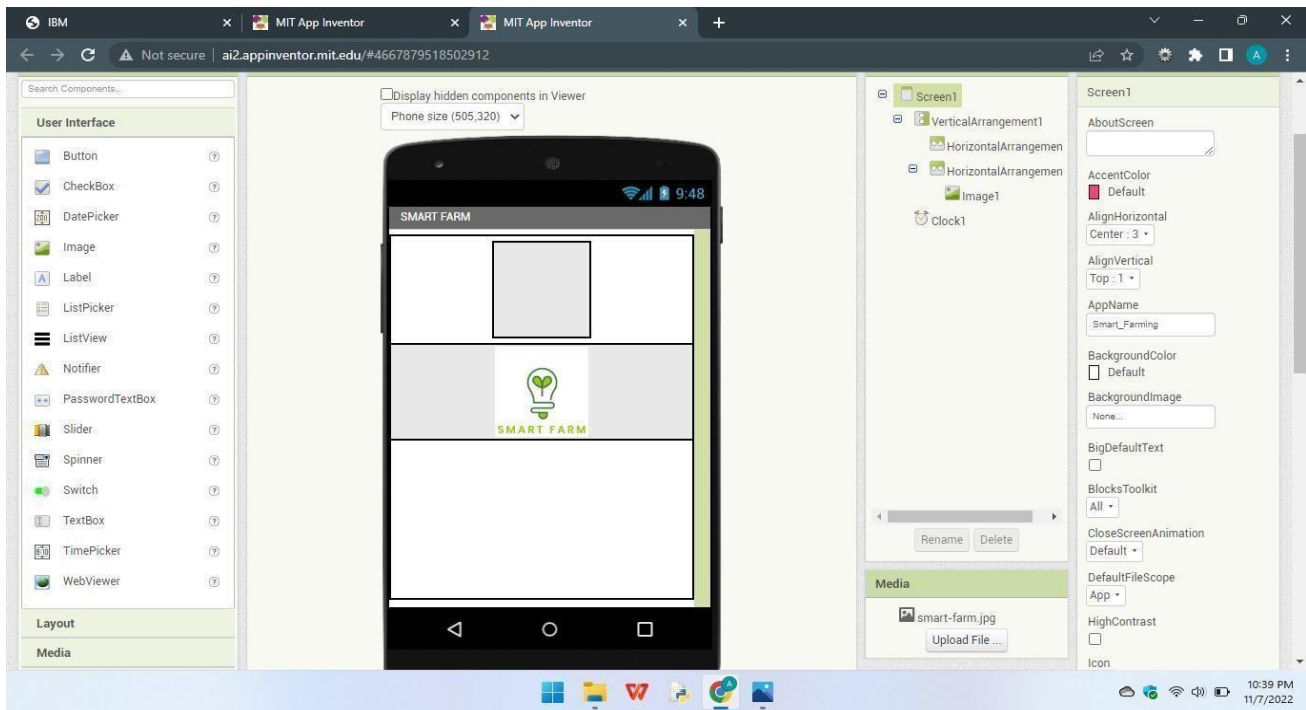 IBM
MIT App Inventor
MIT App Inventor
Not secure | ai2.appinventor.mit.edu/#4667879518502912
A
Search Components...
User Interface
Button
CheckBox
DatePicker
Image
Label
ListPicker
ListView
Notifier
PasswordTextBox
Slider
Spinner
Switch
TextBox
TimePicker
WebViewer
Layout
Media
Display hidden components in Viewer
Phone size (505,320)
9:48
SMART FARM
SMART FARM
Screen1
VerticalArrangement1
HorizontalArrangemen
HorizontalArrangemen
Image1
Clock1
Rename Delete
Media
smart-farm.jpg
Upload File ...
Screen1
AboutScreen
AccentColor
Default
AlignHorizontal
Center : 3
AlignVertical
Top : 1
AppName
Smart_Farming
BackgroundColor
Default
BackgroundImage
None...
BigDefaultText
BlocksToolkit
All
CloseScreenAnimation
Default
DefaultFileScope
App
HighContrast
Icon
10:39 PM
11/7/2022